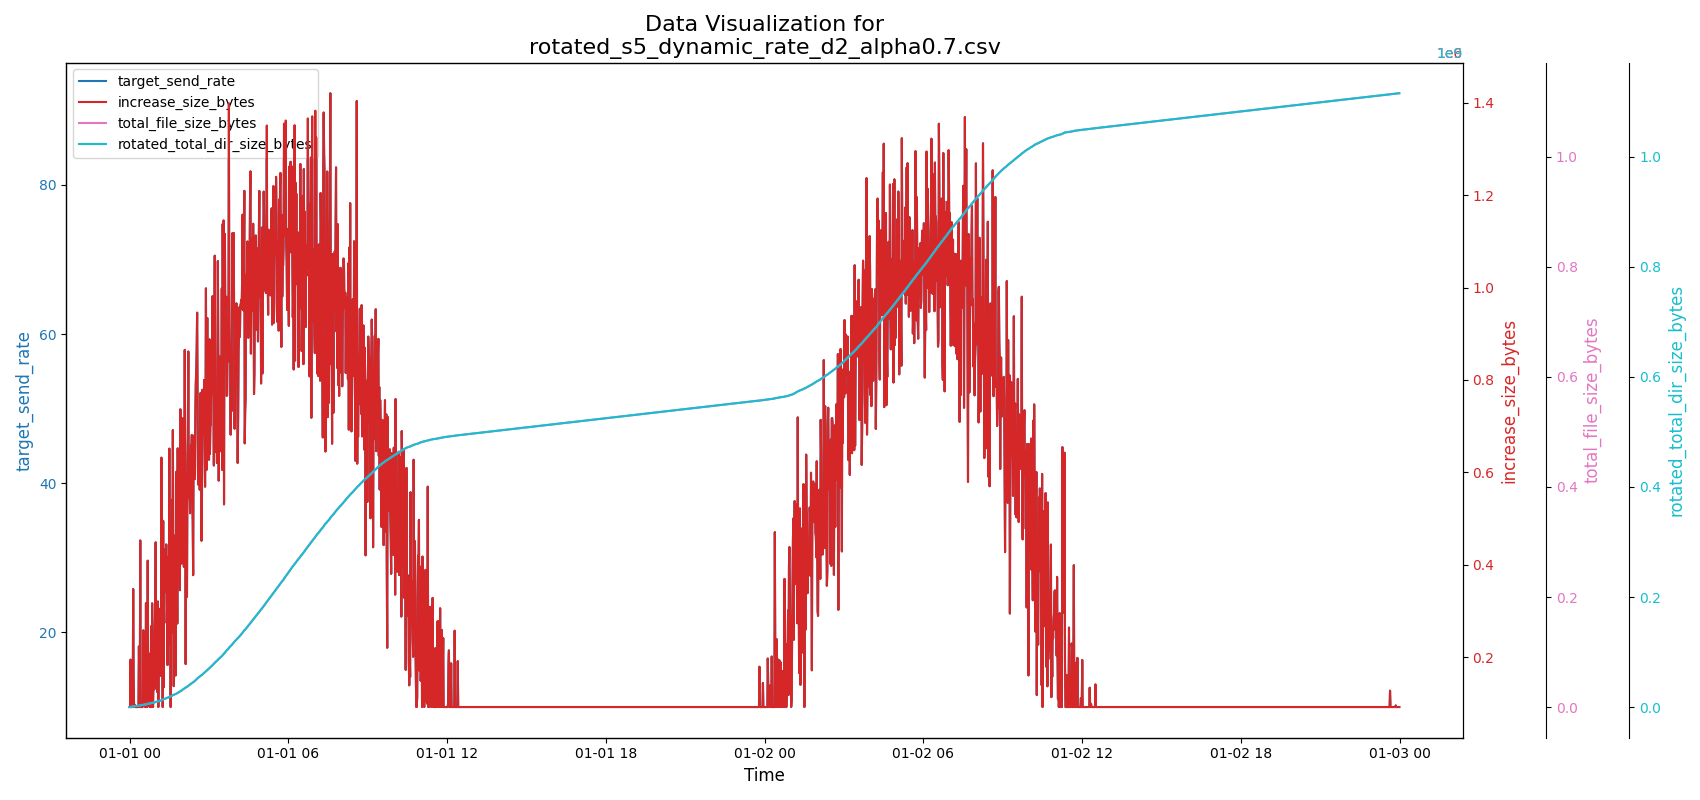 Data Visualization for
rotated_s5_dynamic_rate_d2_alpha0.7.csv
target_send_rate
increase_size_bytes
total_file_size_bytes
rotated_total_dir_size_bytes
target_send_rate
80
60
40
20
01-01 00
01-01 06
01-01 12
01-01 18
01-02 00
01-02 06
01-02 12
01-02 18
01-03 00
Time
1.4
1.2
1.0
0.8
0.6
0.4
0.2
increase_size_bytes
1.0
0.8
0.6
0.4
0.2
0.0
total_file_size_bytes
1.0
0.8
0.6
0.4
0.2
0.0
rotated_total_dir_size_bytes